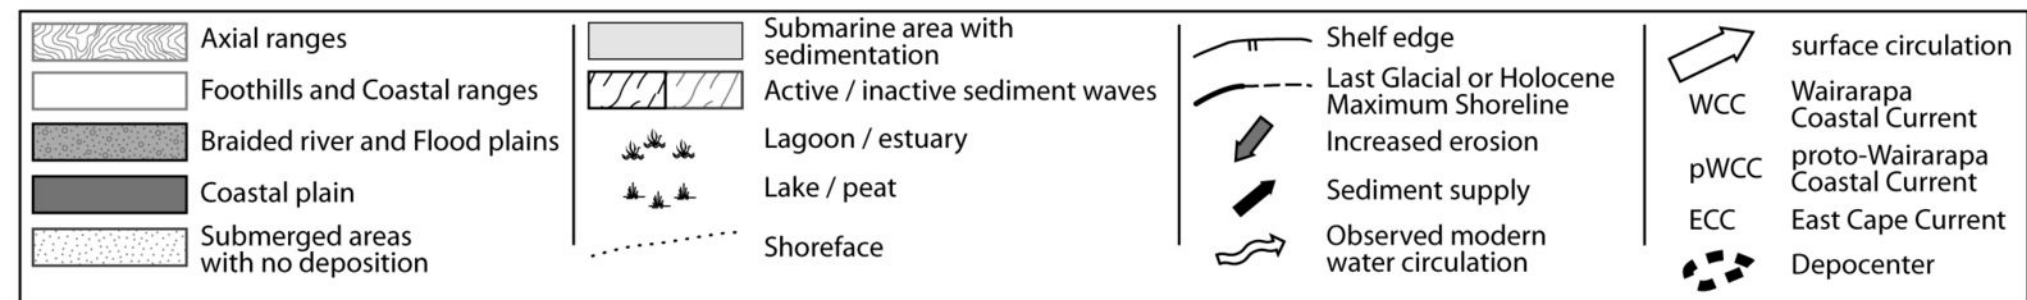 Axial ranges
Foothills and Coastal ranges
Braided river and Flood plains
Coastal plain
Submerged areas
with no deposition
Submarine area with
sedimentation
Active / inactive sediment waves
Lagoon / estuary
Lake / peat
Shoreface
Shelf edge
Last Glacial or Holocene
Maximum Shoreline
Increased erosion
Sediment supply
Observed modern
water circulation
surface circulation
WCC Wairarapa
Coastal Current
pWCC proto-Wairarapa
Coastal Current
ECC East Cape Current
Depocenter